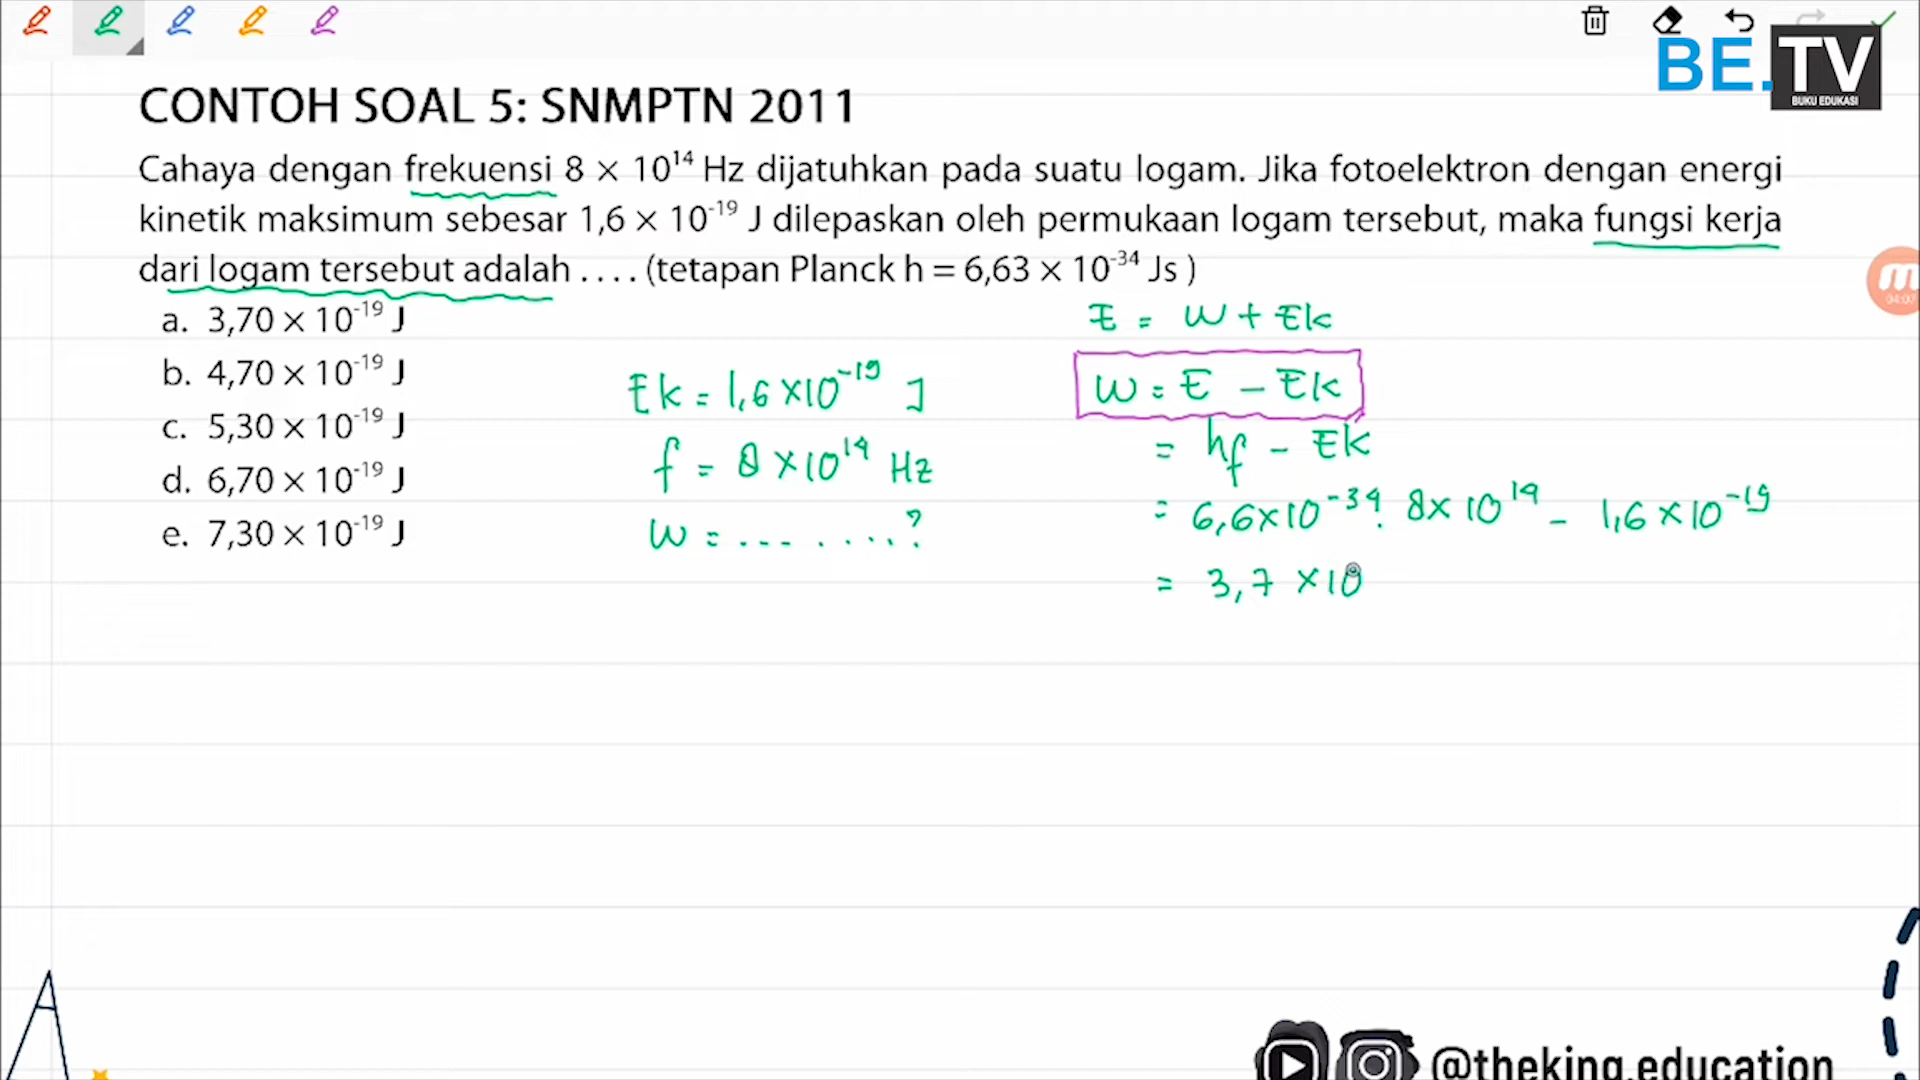 BE.TV
BUKU EDUKASI
CONTOH SOAL 5: SNMPTN 2011
Cahaya dengan frekuensi 8 × 10¹⁴ Hz dijatuhkan pada suatu logam. Jika fotoelektron dengan energi
kinetik maksimum sebesar 1,6 × 10⁻¹⁹ J dilepaskan oleh permukaan logam tersebut, maka fungsi kerja
dari logam tersebut adalah . . . . (tetapan Planck h = 6,63 × 10⁻³⁴ Js )
a. 3,70 × 10⁻¹⁹ J
b. 4,70 × 10⁻¹⁹ J
c. 5,30 × 10⁻¹⁹ J
d. 6,70 × 10⁻¹⁹ J
e. 7,30 × 10⁻¹⁹ J
Ek = 1,6 × 10⁻¹⁹ J
f = 8 × 10¹⁴ Hz
W = ... ....?
E = W + Ek
W = E - Ek
= hf - Ek
= 6,6 × 10⁻³⁴ . 8 × 10¹⁴ - 1,6 × 10⁻¹⁹
= 3,7 × 10
04:07
A
@theking.education